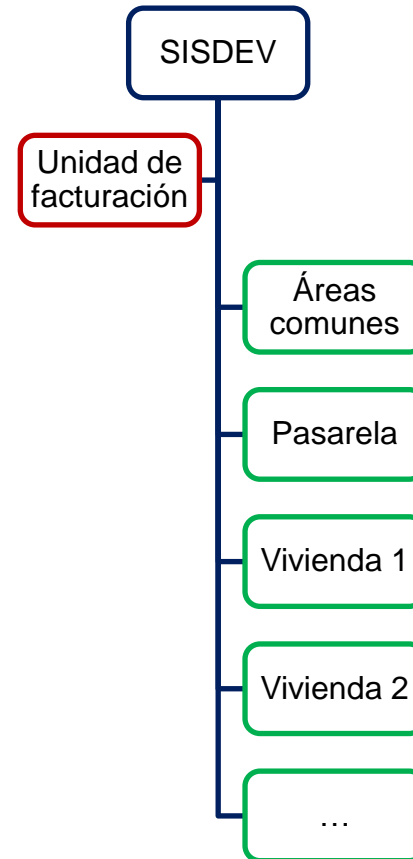 SISDEV
Unidad de
facturación
Áreas
comunes
Pasarela
Vivienda 1
Vivienda 2
…